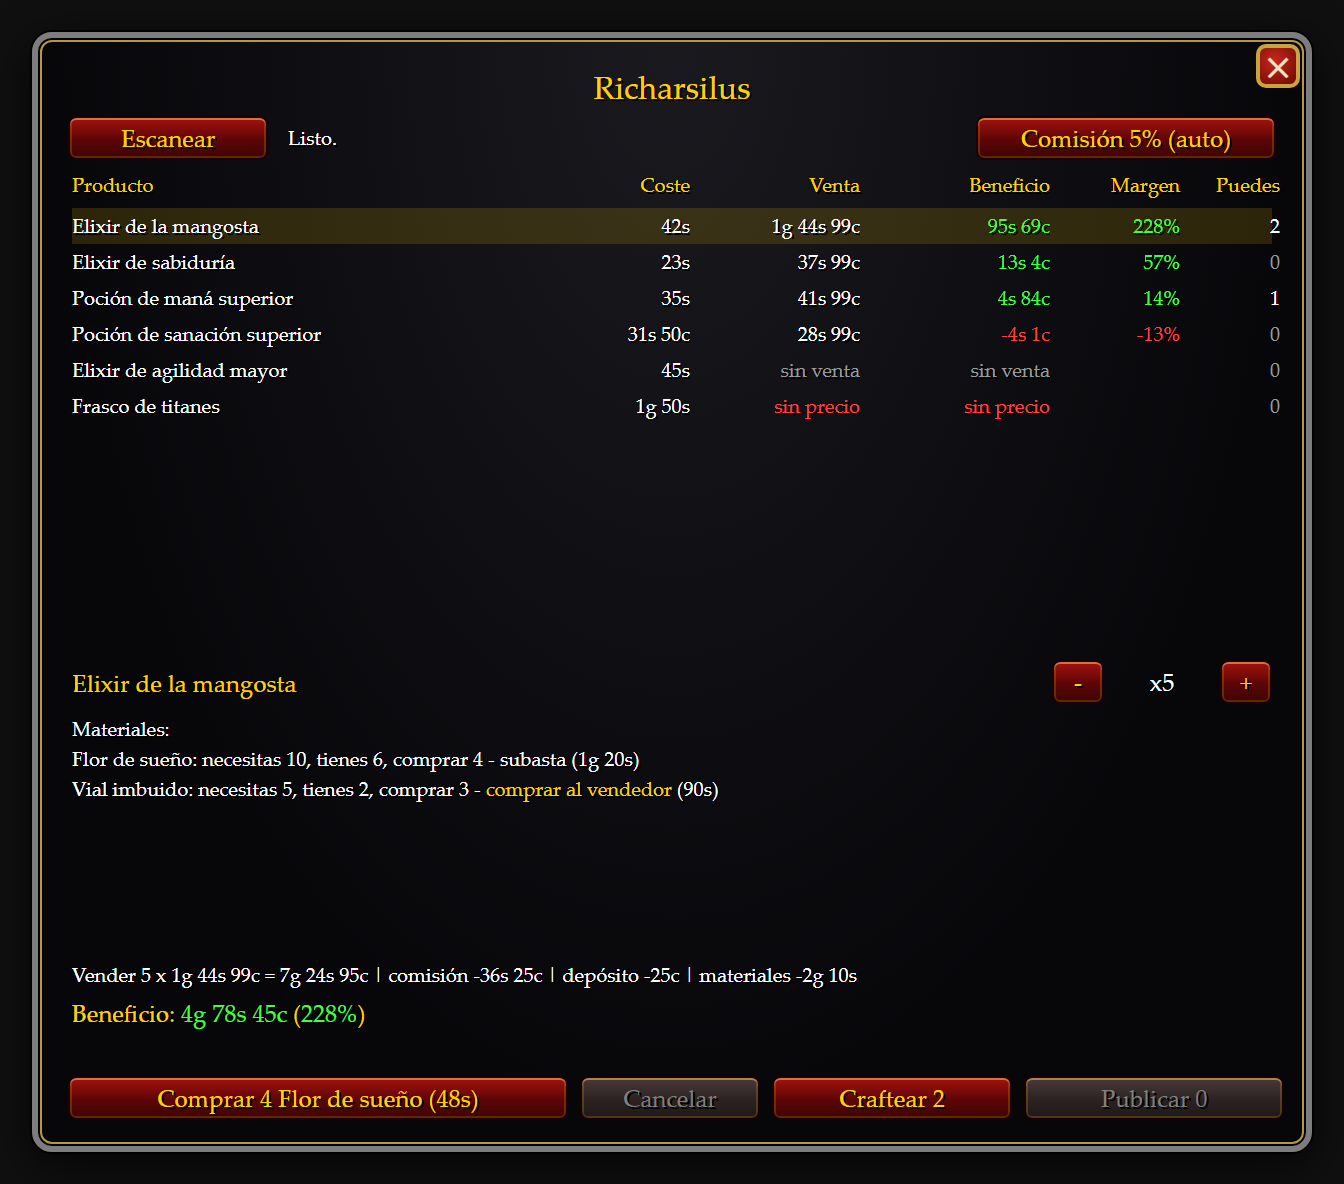 Richarsilus
Escanear Listo. Comisión 5% (auto)
Producto Coste Venta Beneficio Margen Puedes
Elixir de la mangosta 42s 1g 44s 99c 95s 69c 228% 2
Elixir de sabiduría 23s 37s 99c 13s 4c 57% 0
Poción de maná superior 35s 41s 99c 4s 84c 14% 1
Poción de sanación superior 31s 50c 28s 99c -4s 1c -13% 0
Elixir de agilidad mayor 45s sin venta sin venta 0
Frasco de titanes 1g 50s sin precio sin precio 0
Elixir de la mangosta - x5 +
Materiales:
Flor de sueño: necesitas 10, tienes 6, comprar 4 - subasta (1g 20s)
Vial imbuido: necesitas 5, tienes 2, comprar 3 - comprar al vendedor (90s)
Vender 5 x 1g 44s 99c = 7g 24s 95c | comisión -36s 25c | depósito -25c | materiales -2g 10s
Beneficio: 4g 78s 45c (228%)
Comprar 4 Flor de sueño (48s) Cancelar Craftear 2 Publicar 0